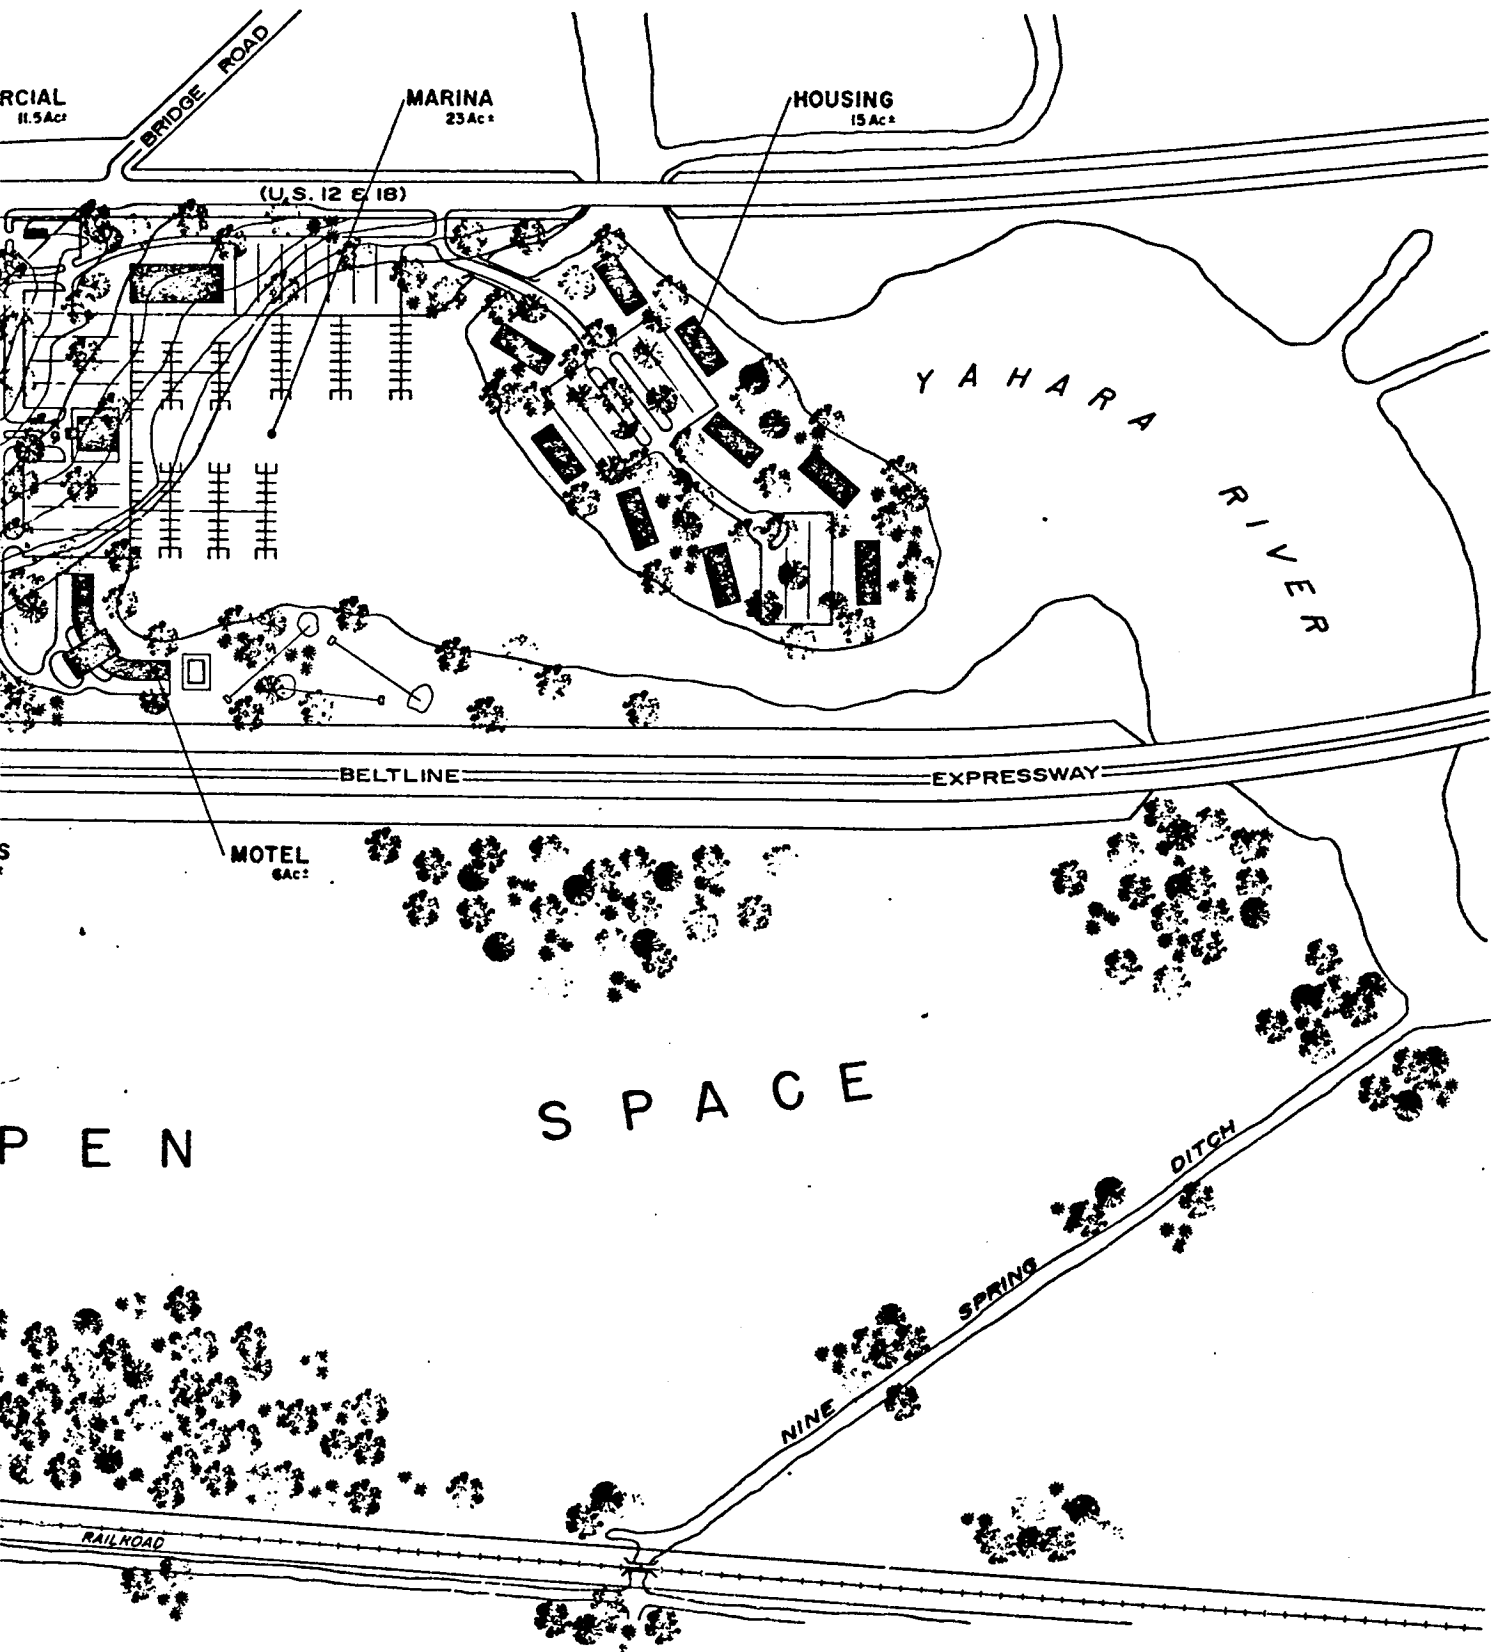 BRIDGE ROAD
RCIAL
11.5Ac±
MARINA
23Ac±
HOUSING
15Ac±
(U.S. 12 & 18)
YAHARA
RIVER
BELTLINE
EXPRESSWAY
S
MOTEL
6Ac±
PEN
SPACE
NINE
SPRING
DITCH
RAILROAD